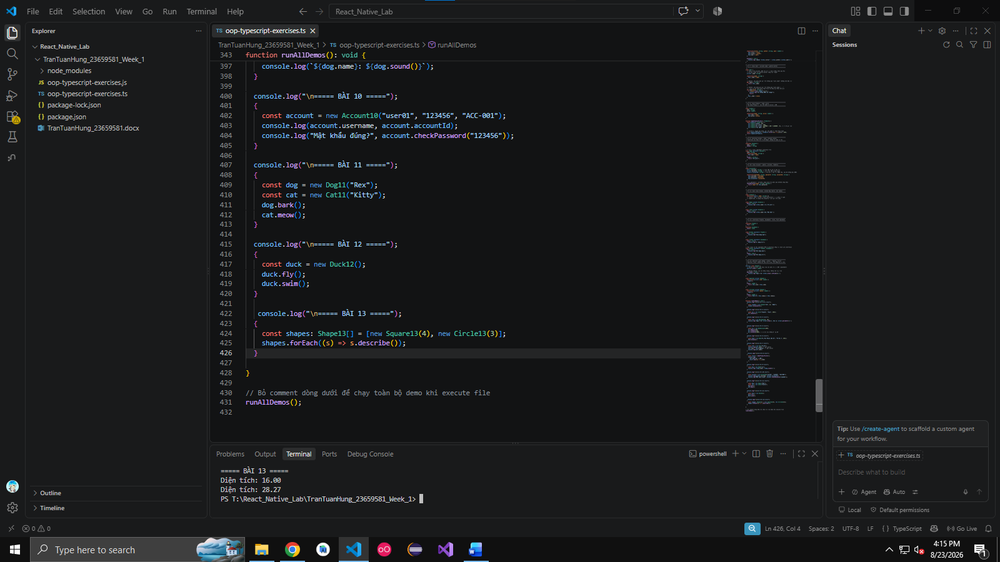 File Edit Selection View Go Run Terminal Help
React_Native_Lab
Explorer
React_Native_Lab
TranTuanHung_23659581_Week_1
node_modules
JS oop-typescript-exercises.js
TS oop-typescript-exercises.ts
{} package-lock.json
{} package.json
TranTuanHung_23659581.docx
Outline
Timeline
TS oop-typescript-exercises.ts
TranTuanHung_23659581_Week_1 > TS oop-typescript-exercises.ts > runAllDemos
343 function runAllDemos(): void {
397 console.log(`${dog.name}: ${dog.sound()}`);
398 }
399
400 console.log("\n===== BÀI 10 =====");
401 {
402 const account = new Account10("user01", "123456", "ACC-001");
403 console.log(account.username, account.accountId);
404 console.log("Mật khẩu đúng?", account.checkPassword("123456"));
405 }
406
407 console.log("\n===== BÀI 11 =====");
408 {
409 const dog = new Dog11("Rex");
410 const cat = new Cat11("Kitty");
411 dog.bark();
412 cat.meow();
413 }
414
415 console.log("\n===== BÀI 12 =====");
416 {
417 const duck = new Duck12();
418 duck.fly();
419 duck.swim();
420 }
421
422 console.log("\n===== BÀI 13 =====");
423 {
424 const shapes: Shape13[] = [new Square13(4), new Circle13(3)];
425 shapes.forEach((s) => s.describe());
426 }
427
428 }
429
430 // Bỏ comment dòng dưới để chạy toàn bộ demo khi execute file
431 runAllDemos();
432
Problems Output Terminal Ports Debug Console
powershell
===== BÀI 13 =====
Diện tích: 16.00
Diện tích: 28.27
PS T:\React_Native_Lab\TranTuanHung_23659581_Week_1>
Chat
Sessions
Tip: Use /create-agent to scaffold a custom agent
for your workflow.
TS oop-typescript-exercises.ts
Describe what to build
Agent Auto
Local Default permissions
0 0
Ln 426, Col 4 Spaces: 2 UTF-8 LF {} TypeScript Go Live
Type here to search
4:15 PM
8/23/2026
1